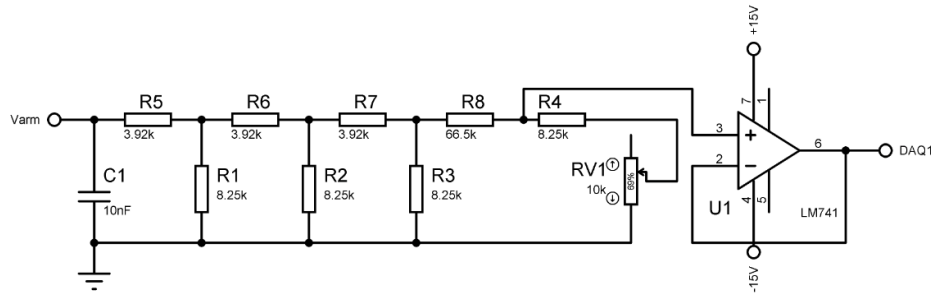 +15V
R5
R6
R7
R8
R4
7
1
Varm
3.92k
3.92k
3.92k
66.5k
8.25k
3
6
DAQ1
2
C1
R1
R2
R3
RV1
69%
10nF
8.25k
8.25k
8.25k
10k
U1
4
5
LM741
-15V